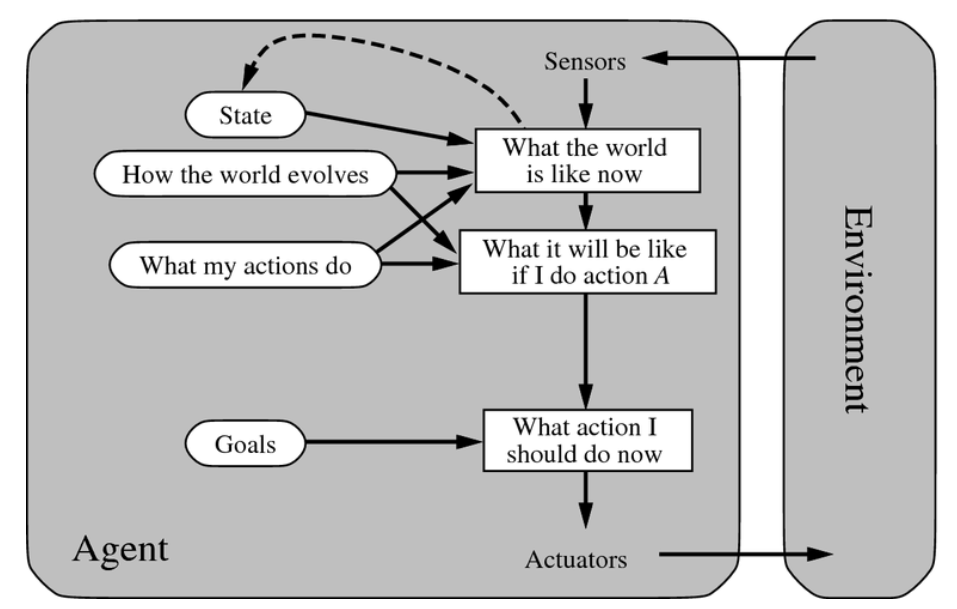 Sensors
State
What the world
is like now
How the world evolves
What it will be like
if I do action A
What my actions do
Environment
What action I
should do now
Goals
Agent
Actuators